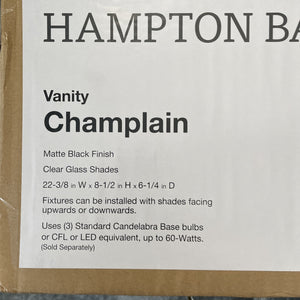 HAMPTON BA
Vanity
Champlain
Matte Black Finish
Clear Glass Shades
22-3/8 in W x 8-1/2 in H x 6-1/4 in D
Fixtures can be installed with shades facing
upwards or downwards.
Uses (3) Standard Candelabra Base bulbs
or CFL or LED equivalent, up to 60-Watts.
(Sold Separately)